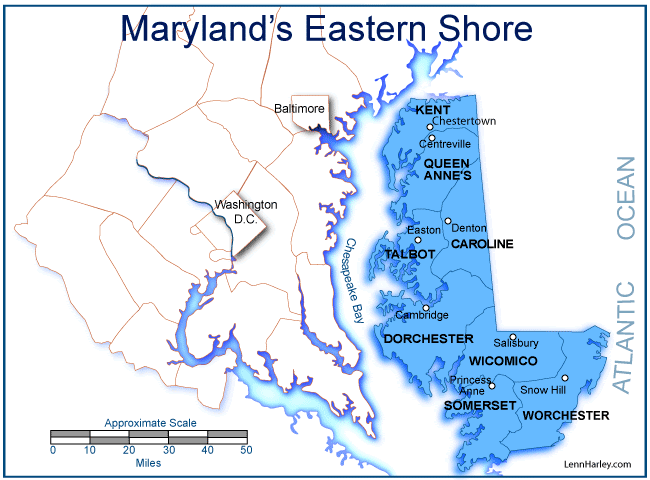 Maryland's Eastern Shore
Baltimore
KENT
Chestertown
Centreville
QUEEN
ANNE'S
Washington
D.C.
Easton
Denton
CAROLINE
TALBOT
Chesapeake Bay
ATLANTIC OCEAN
Cambridge
DORCHESTER
Salisbury
WICOMICO
Princess
Anne
Snow Hill
SOMERSET
WORCHESTER
Approximate Scale
0 10 20 30 40 50
Miles
LennHarley.com